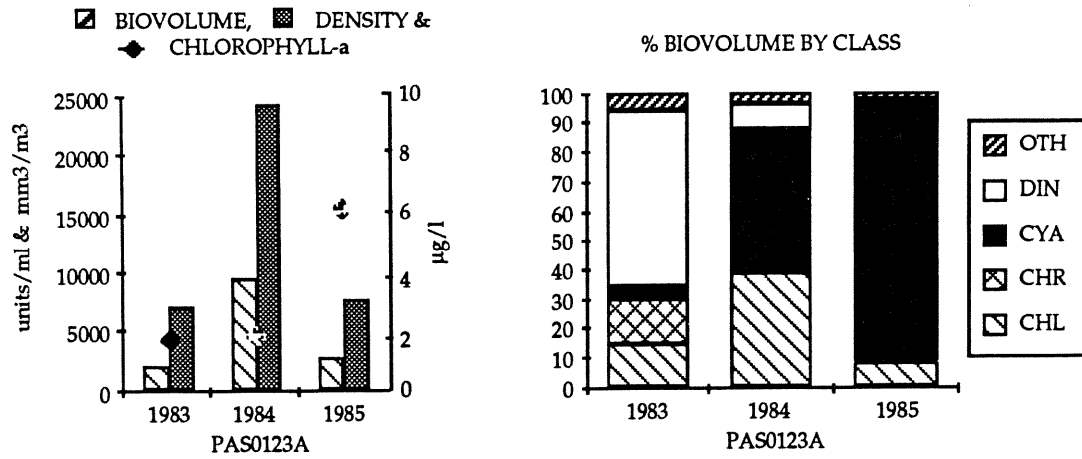 BIOVOLUME, DENSITY &
CHLOROPHYLL-a
25000
20000
15000
10000
5000
0
units/ml & mm3/m3
10
8
6
4
2
0
µg/l
1983 1984 1985
PAS0123A
% BIOVOLUME BY CLASS
100
90
80
70
60
50
40
30
20
10
0
1983 1984 1985
PAS0123A
OTH
DIN
CYA
CHR
CHL